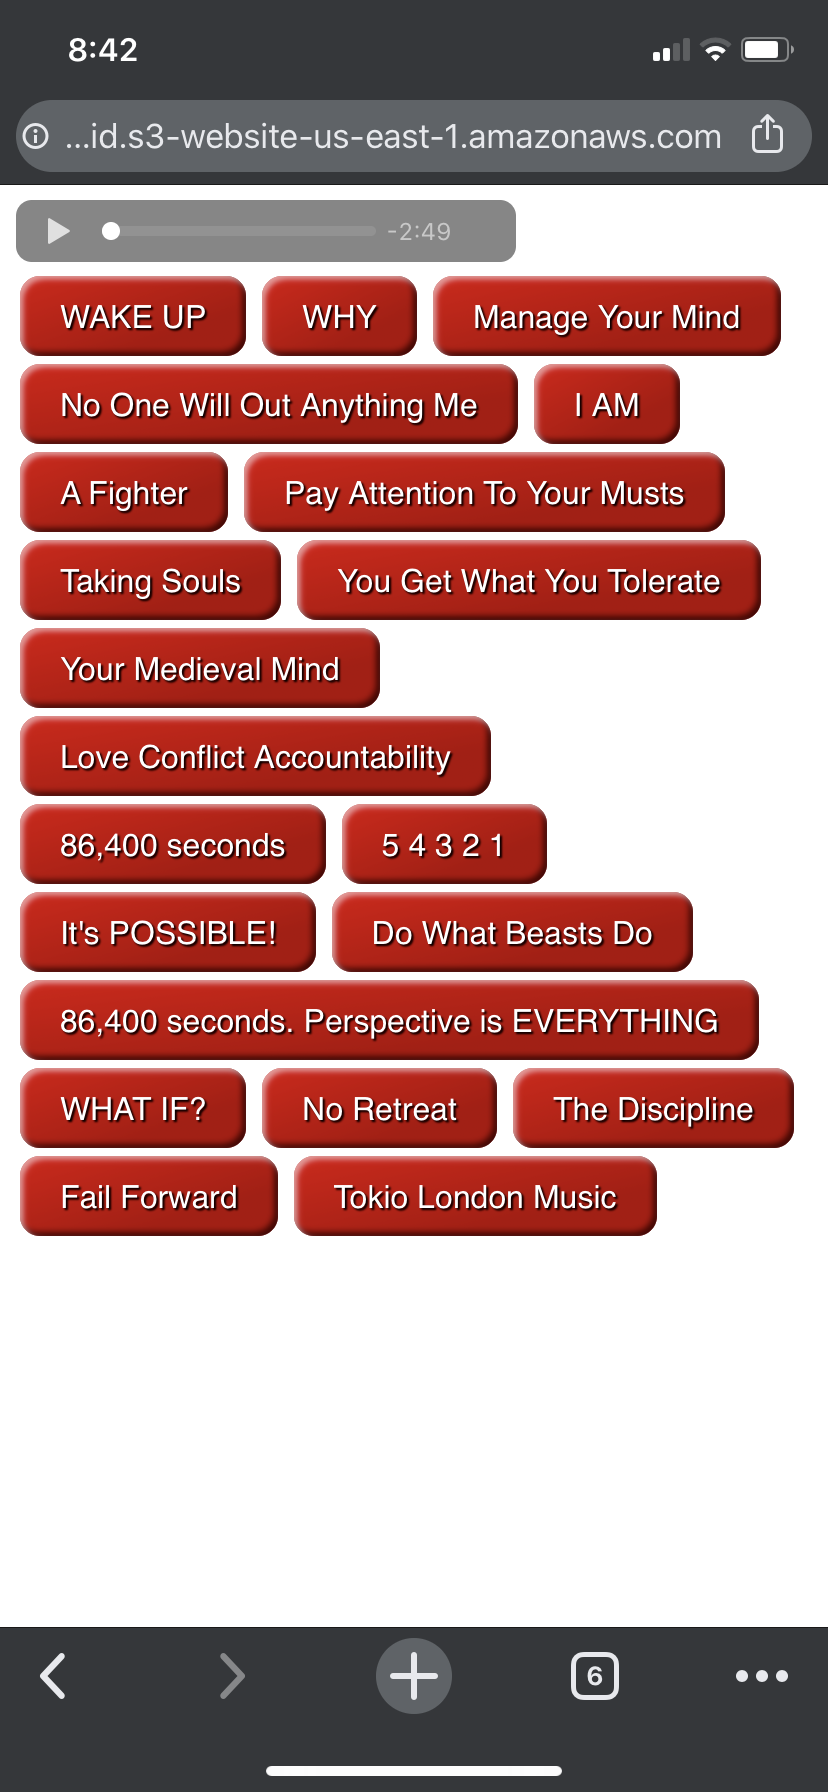 8:42
...id.s3-website-us-east-1.amazonaws.com
-2:49
WAKE UP WHY Manage Your Mind
No One Will Out Anything Me I AM
A Fighter Pay Attention To Your Musts
Taking Souls You Get What You Tolerate
Your Medieval Mind
Love Conflict Accountability
86,400 seconds 5 4 3 2 1
It's POSSIBLE! Do What Beasts Do
86,400 seconds. Perspective is EVERYTHING
WHAT IF? No Retreat The Discipline
Fail Forward Tokio London Music
6